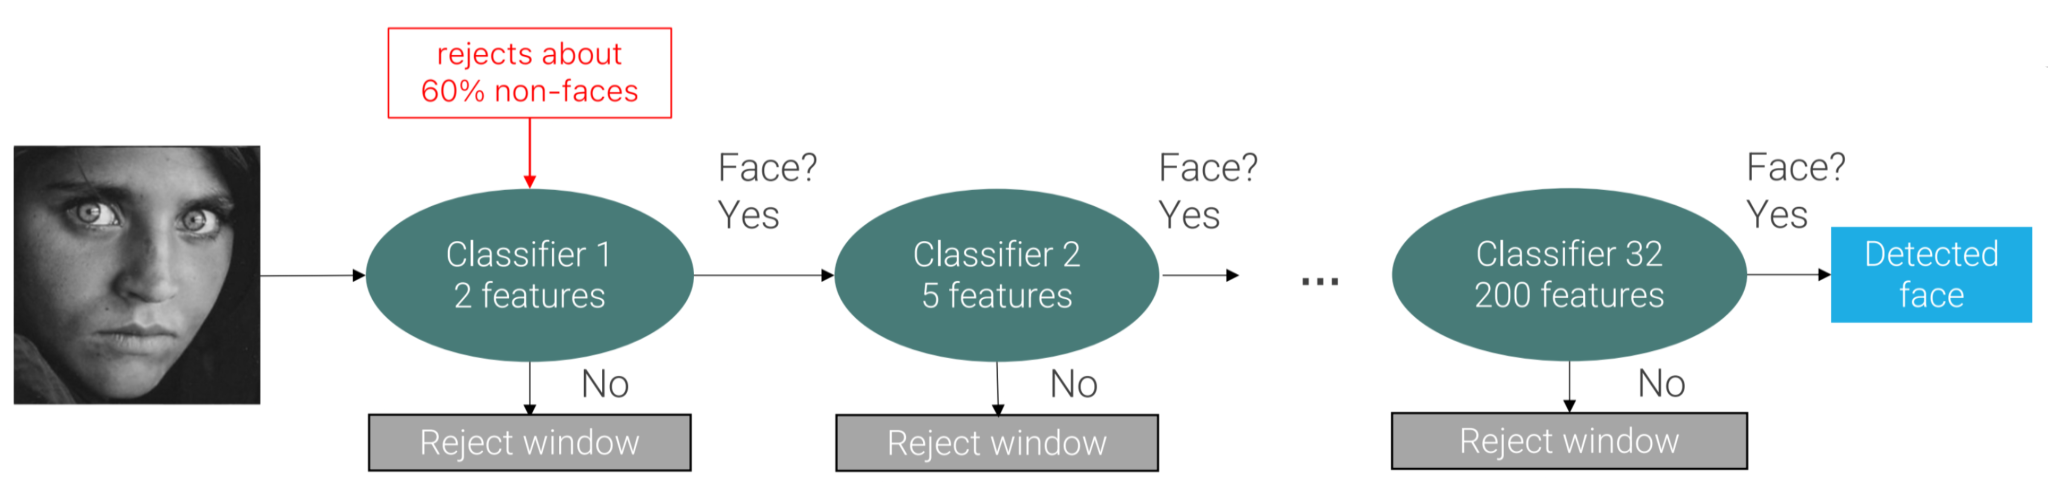 rejects about
60% non-faces
Face?
Yes
Face?
Yes
Face?
Yes
Classifier 1
2 features
Classifier 2
5 features
...
Classifier 32
200 features
Detected
face
No
No
No
Reject window
Reject window
Reject window